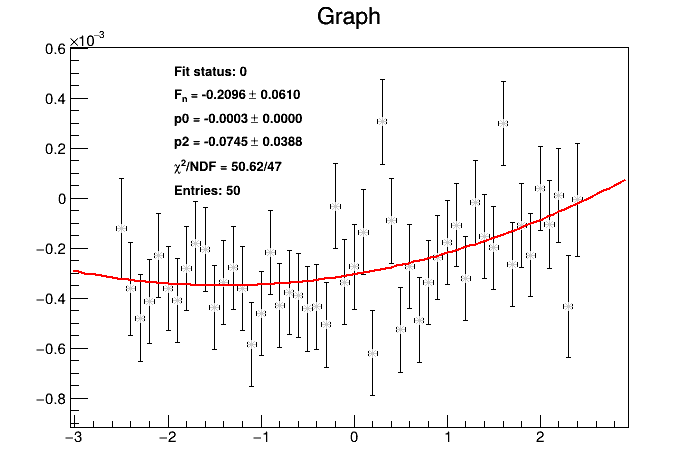 Graph
×10⁻³
Fit status: 0
Fₙ = -0.2096 ± 0.0610
p0 = -0.0003 ± 0.0000
p2 = -0.0745 ± 0.0388
χ²/NDF = 50.62/47
Entries: 50
0.6
0.4
0.2
0
−0.2
−0.4
−0.6
−0.8
−3 −2 −1 0 1 2